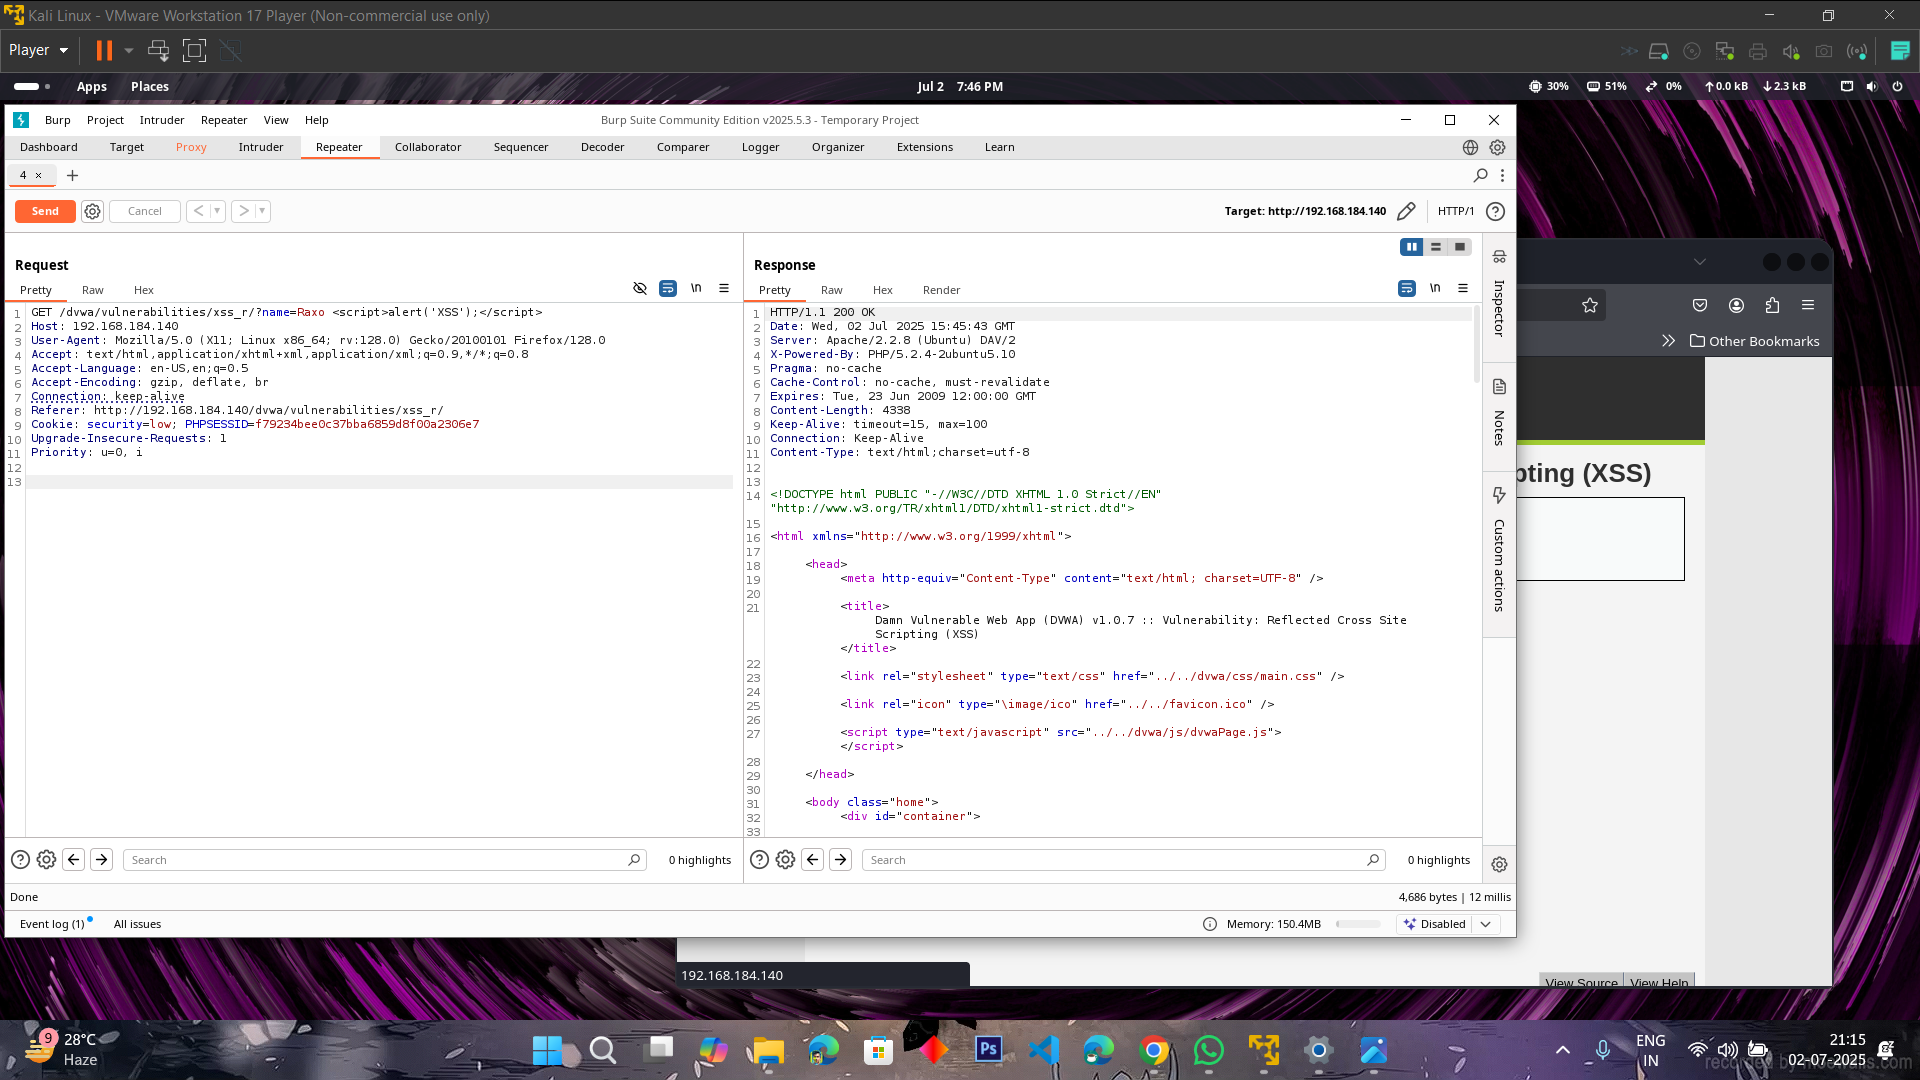 Kali Linux - VMware Workstation 17 Player (Non-commercial use only)
Player
Apps Places Jul 2 7:46 PM 30% 51% 0% 0.0 kB 2.3 kB
Burp Project Intruder Repeater View Help Burp Suite Community Edition v2025.5.3 - Temporary Project
Dashboard Target Proxy Intruder Repeater Collaborator Sequencer Decoder Comparer Logger Organizer Extensions Learn
4 × +
Send Cancel < > Target: http://192.168.184.140 HTTP/1 ?
Request
Pretty Raw Hex \n
1 GET /dvwa/vulnerabilities/xss_r/?name=Raxo <script>alert('XSS');</script>
2 Host: 192.168.184.140
3 User-Agent: Mozilla/5.0 (X11; Linux x86_64; rv:128.0) Gecko/20100101 Firefox/128.0
4 Accept: text/html,application/xhtml+xml,application/xml;q=0.9,*/*;q=0.8
5 Accept-Language: en-US,en;q=0.5
6 Accept-Encoding: gzip, deflate, br
7 Connection: keep-alive
8 Referer: http://192.168.184.140/dvwa/vulnerabilities/xss_r/
9 Cookie: security=low; PHPSESSID=f79234bee0c37bba6859d8f00a2306e7
10 Upgrade-Insecure-Requests: 1
11 Priority: u=0, i
12
13
Search 0 highlights
Response
Pretty Raw Hex Render \n
1 HTTP/1.1 200 OK
2 Date: Wed, 02 Jul 2025 15:45:43 GMT
3 Server: Apache/2.2.8 (Ubuntu) DAV/2
4 X-Powered-By: PHP/5.2.4-2ubuntu5.10
5 Pragma: no-cache
6 Cache-Control: no-cache, must-revalidate
7 Expires: Tue, 23 Jun 2009 12:00:00 GMT
8 Content-Length: 4338
9 Keep-Alive: timeout=15, max=100
10 Connection: Keep-Alive
11 Content-Type: text/html;charset=utf-8
12
13
14 <!DOCTYPE html PUBLIC "-//W3C//DTD XHTML 1.0 Strict//EN"
"http://www.w3.org/TR/xhtml1/DTD/xhtml1-strict.dtd">
15
16 <html xmlns="http://www.w3.org/1999/xhtml">
17
18 <head>
19 <meta http-equiv="Content-Type" content="text/html; charset=UTF-8" />
20
21 <title>
Damn Vulnerable Web App (DVWA) v1.0.7 :: Vulnerability: Reflected Cross Site
Scripting (XSS)
</title>
22
23 <link rel="stylesheet" type="text/css" href="../../dvwa/css/main.css" />
24
25 <link rel="icon" type="\image/ico" href="../../favicon.ico" />
26
27 <script type="text/javascript" src="../../dvwa/js/dvwaPage.js">
</script>
28
29 </head>
30
31 <body class="home">
32 <div id="container">
33
Search 0 highlights
Inspector
Notes
Custom actions
Done 4,686 bytes | 12 millis
Event log (1) All issues Memory: 150.4MB Disabled
Other Bookmarks
pting (XSS)
View Source View Help
192.168.184.140
9 28°C
Haze
Ps
ENG
IN
21:15
02-07-2025
recorded by moewalls.com